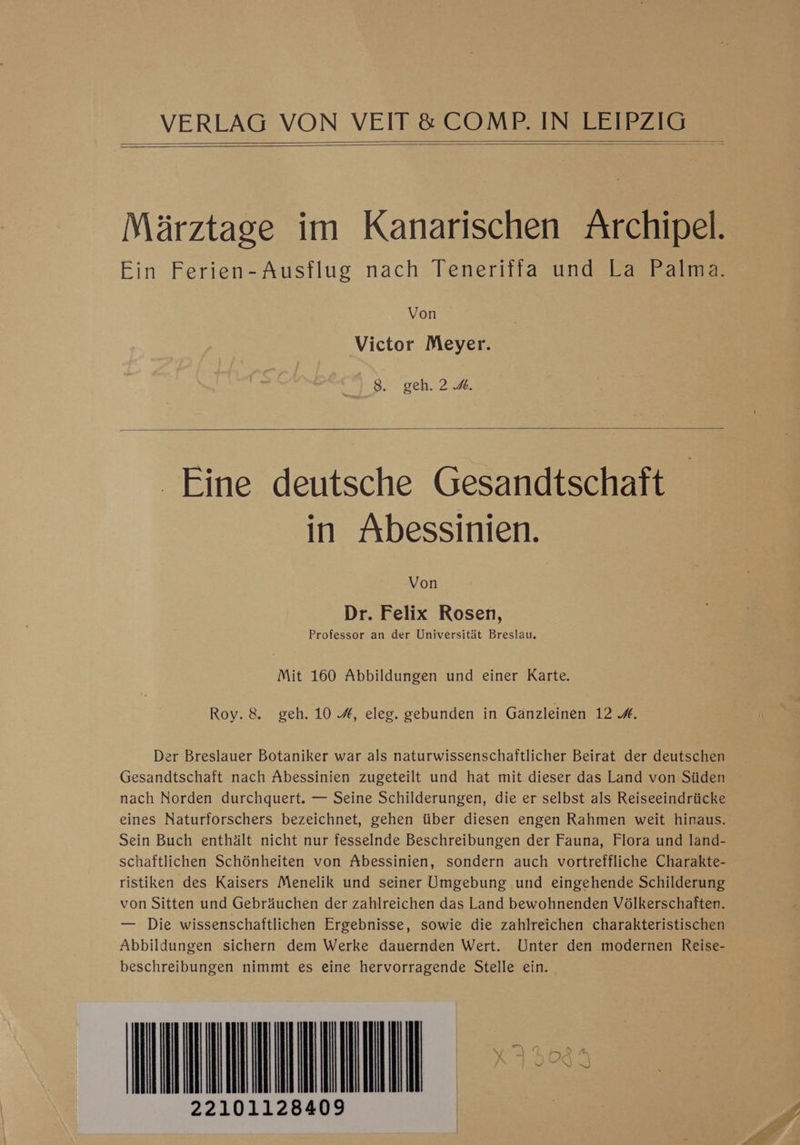 VERLAG VON VEIT & COMP. IN LEIPZIG
Märztage im Kanarischen Archipel.
Ein Ferien-Ausflug nach Teneriffa und La Palma.
Von
Victor Meyer.
8. geh. 2 ℳ.
Eine deutsche Gesandtschaft
in Abessinien.
Von
Dr. Felix Rosen,
Professor an der Universität Breslau.
Mit 160 Abbildungen und einer Karte.
Roy. 8. geh. 10 ℳ, eleg. gebunden in Ganzleinen 12 ℳ.
Der Breslauer Botaniker war als naturwissenschaftlicher Beirat der deutschen
Gesandtschaft nach Abessinien zugeteilt und hat mit dieser das Land von Süden
nach Norden durchquert. — Seine Schilderungen, die er selbst als Reiseeindrücke
eines Naturforschers bezeichnet, gehen über diesen engen Rahmen weit hinaus.
Sein Buch enthält nicht nur fesselnde Beschreibungen der Fauna, Flora und land-
schaftlichen Schönheiten von Abessinien, sondern auch vortreffliche Charakte-
ristiken des Kaisers Menelik und seiner Umgebung und eingehende Schilderung
von Sitten und Gebräuchen der zahlreichen das Land bewohnenden Völkerschaften.
— Die wissenschaftlichen Ergebnisse, sowie die zahlreichen charakteristischen
Abbildungen sichern dem Werke dauernden Wert. Unter den modernen Reise-
beschreibungen nimmt es eine hervorragende Stelle ein.
22101128409